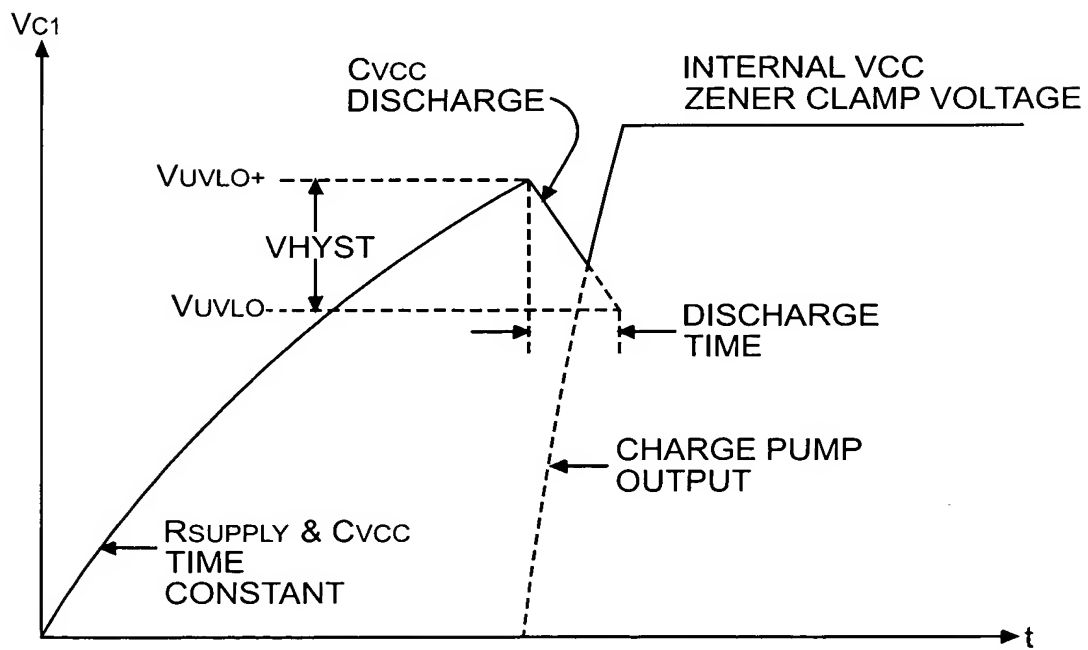 VC1
CVCC
DISCHARGE
INTERNAL VCC
ZENER CLAMP VOLTAGE
VUVLO+
VHYST
VUVLO-
DISCHARGE
TIME
CHARGE PUMP
OUTPUT
RSUPPLY & CVCC
TIME
CONSTANT
t